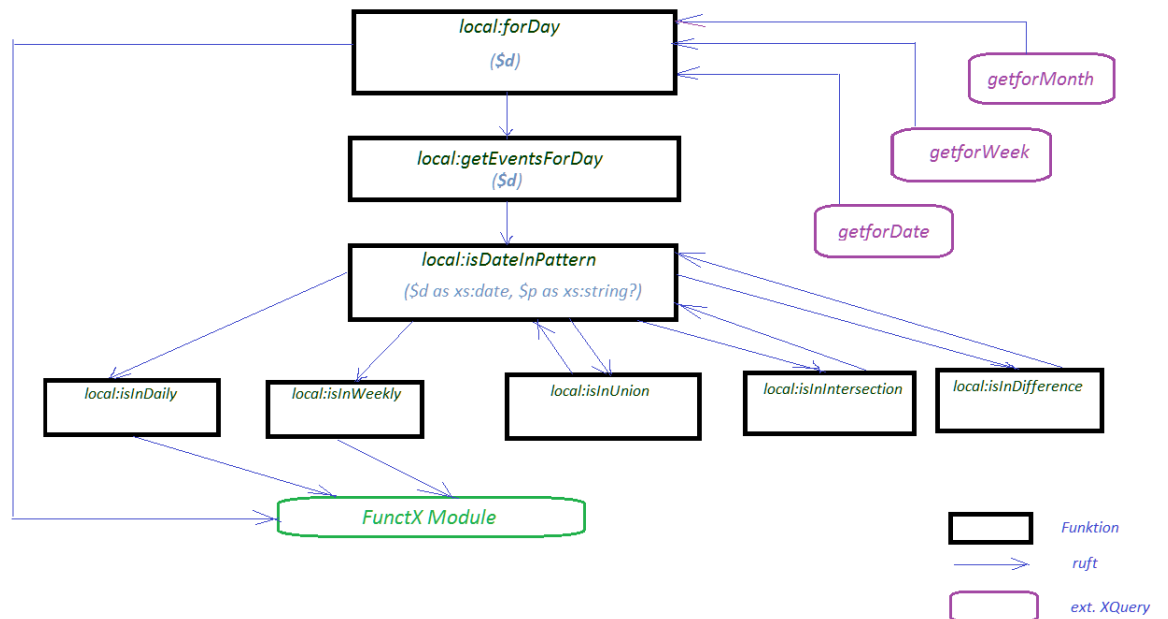 local:forDay
($d)
getforMonth
getforWeek
local:getEventsForDay
($d)
getforDate
local:isDateInPattern
($d as xs:date, $p as xs:string?)
local:isInDaily
local:isInWeekly
local:isInUnion
local:isInIntersection
local:isInDifference
FunctX Module
Funktion
ruft
ext. XQuery